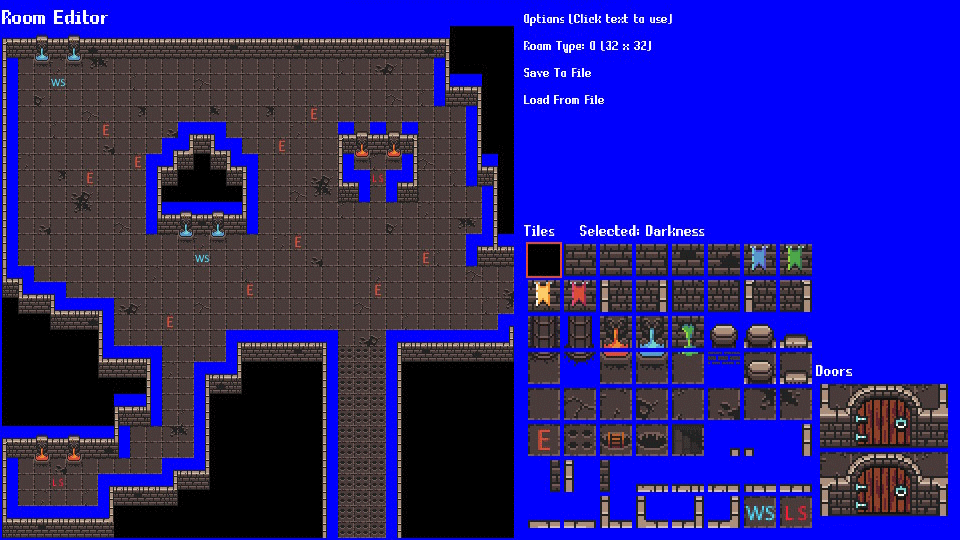 Room Editor
Options (Click text to use)
Room Type: 0 (32 x 32)
Save To File
Load From File
WS
E
E
E
E
E
LS
E
WS
E
E
E
E
LS
Tiles
Selected: Darkness
Doors
E
WS
LS